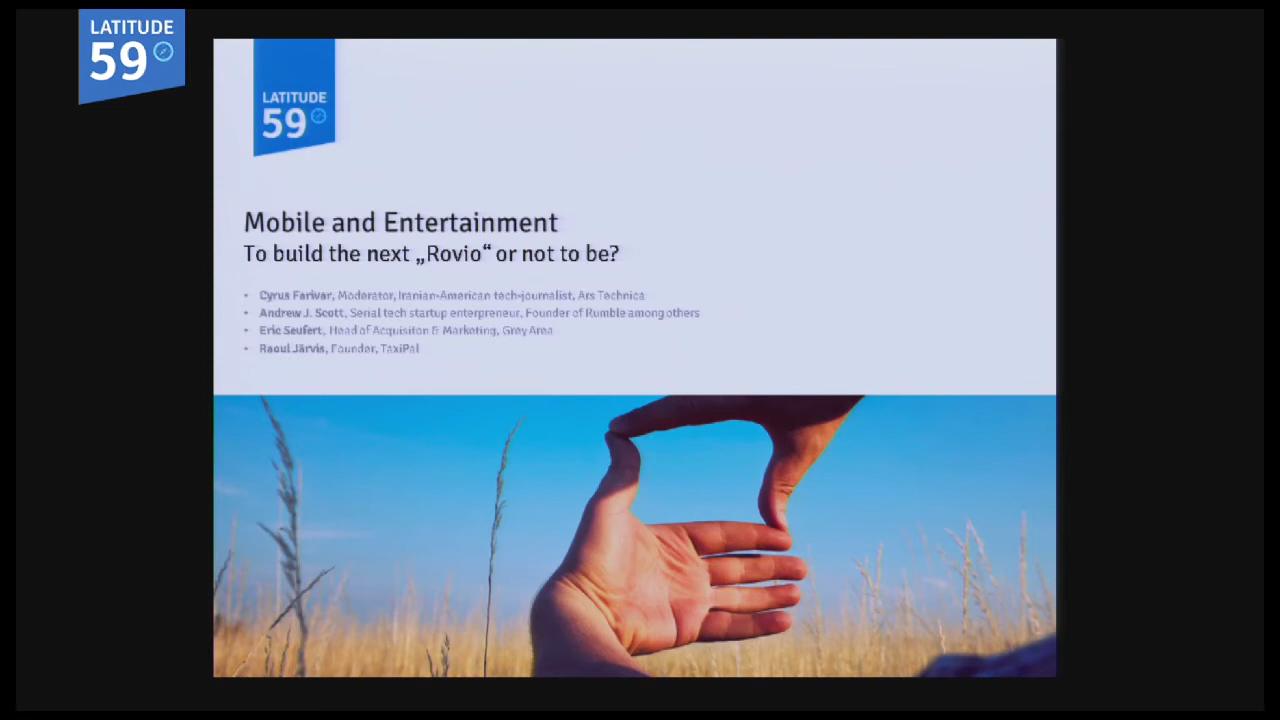 LATITUDE
59
LATITUDE
59
Mobile and Entertainment
To build the next „Rovio“ or not to be?
• Cyrus Farivar, Moderator, Iranian-American tech-journalist, Ars Technica
• Andrew J. Scott, Serial tech startup enterpreneur, Founder of Rumble among others
• Eric Seufert, Head of Acquisiton & Marketing, Grey Area
• Raoul Järvis, Founder, TaxiPal